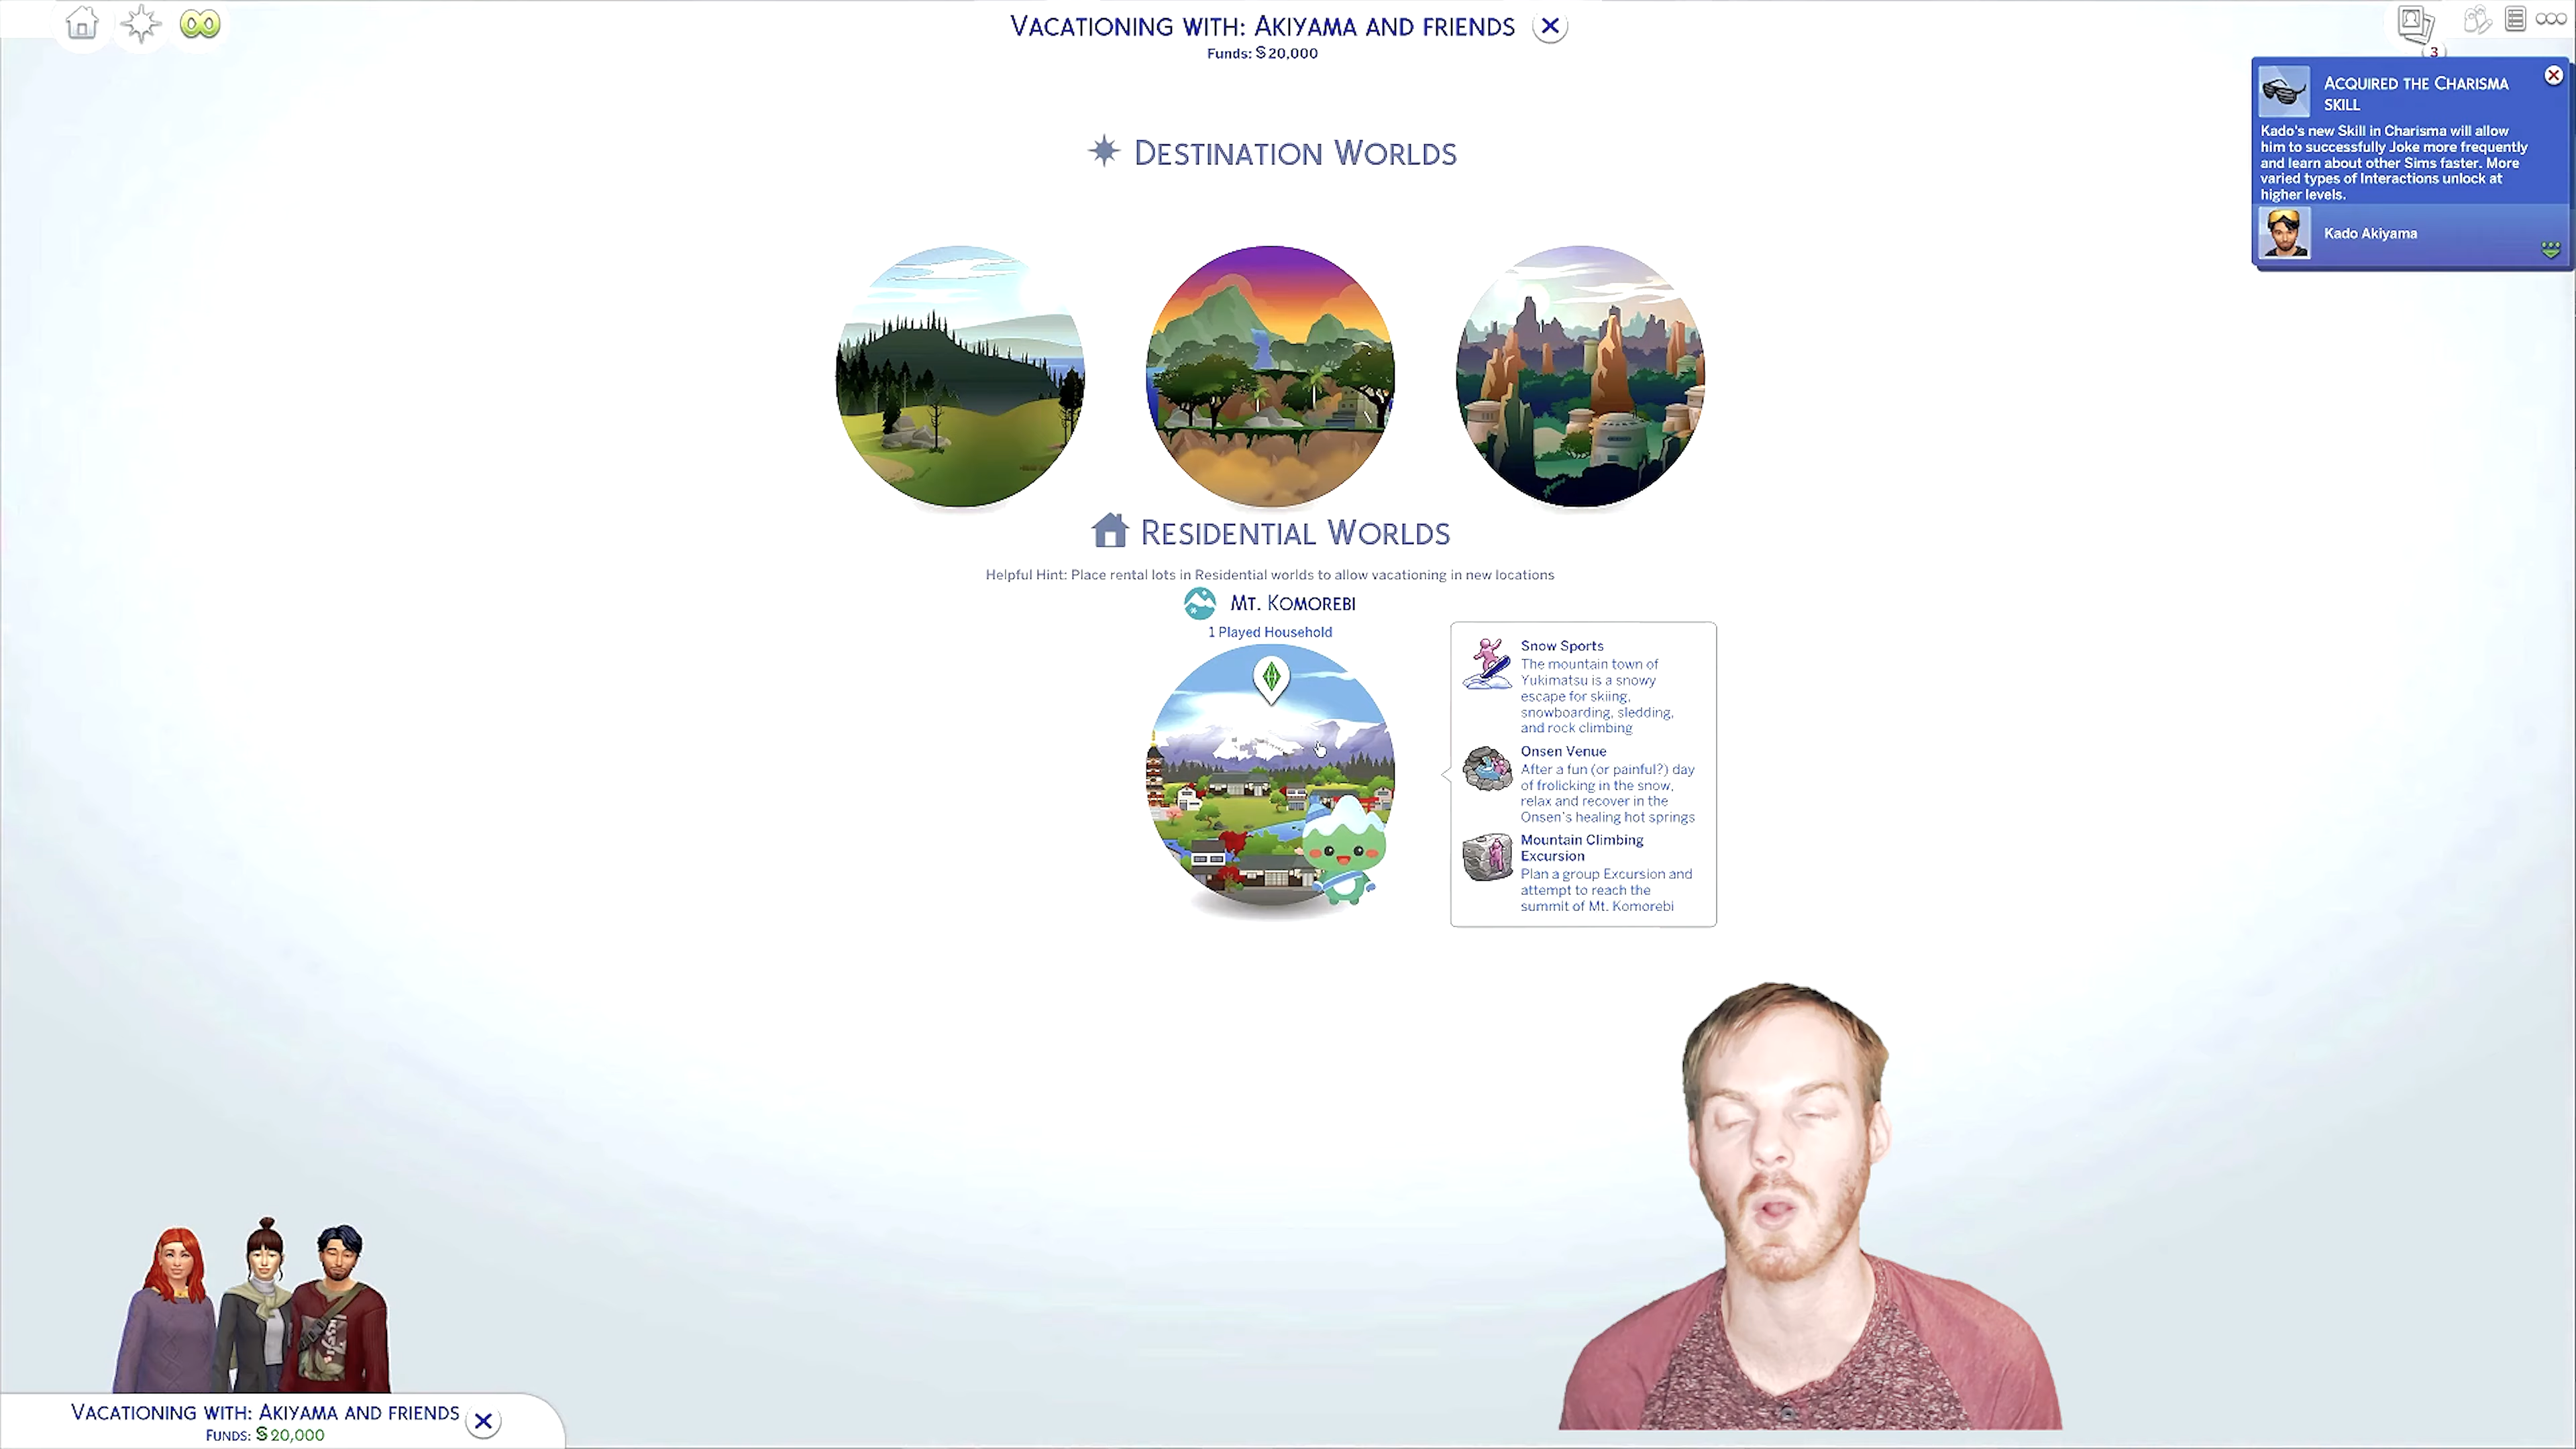 VACATIONING WITH: AKIYAMA AND FRIENDS
Funds: §20,000
3
ACQUIRED THE CHARISMA
SKILL
Kado's new Skill in Charisma will allow
him to successfully Joke more frequently
and learn about other Sims faster. More
varied types of Interactions unlock at
higher levels.
Kado Akiyama
DESTINATION WORLDS
RESIDENTIAL WORLDS
Helpful Hint: Place rental lots in Residential worlds to allow vacationing in new locations
MT. KOMOREBI
1 Played Household
Snow Sports
The mountain town of
Yukimatsu is a snowy
escape for skiing,
snowboarding, sledding,
and rock climbing
Onsen Venue
After a fun (or painful?) day
of frolicking in the snow,
relax and recover in the
Onsen's healing hot springs
Mountain Climbing
Excursion
Plan a group Excursion and
attempt to reach the
summit of Mt. Komorebi
VACATIONING WITH: AKIYAMA AND FRIENDS
FUNDS: §20,000